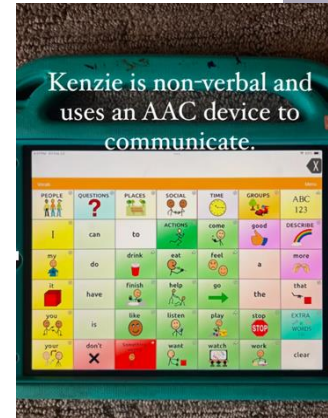 Kenzie is non-verbal and
uses an AAC device to
communicate.
PEOPLE QUESTIONS PLACES SOCIAL TIME GROUPS ABC 123
I can to ACTIONS come good DESCRIBE
my do drink eat feel a more
it have finish help go the that
you is like listen play stop EXTRA WORDS
your don't want watch work clear
STOP